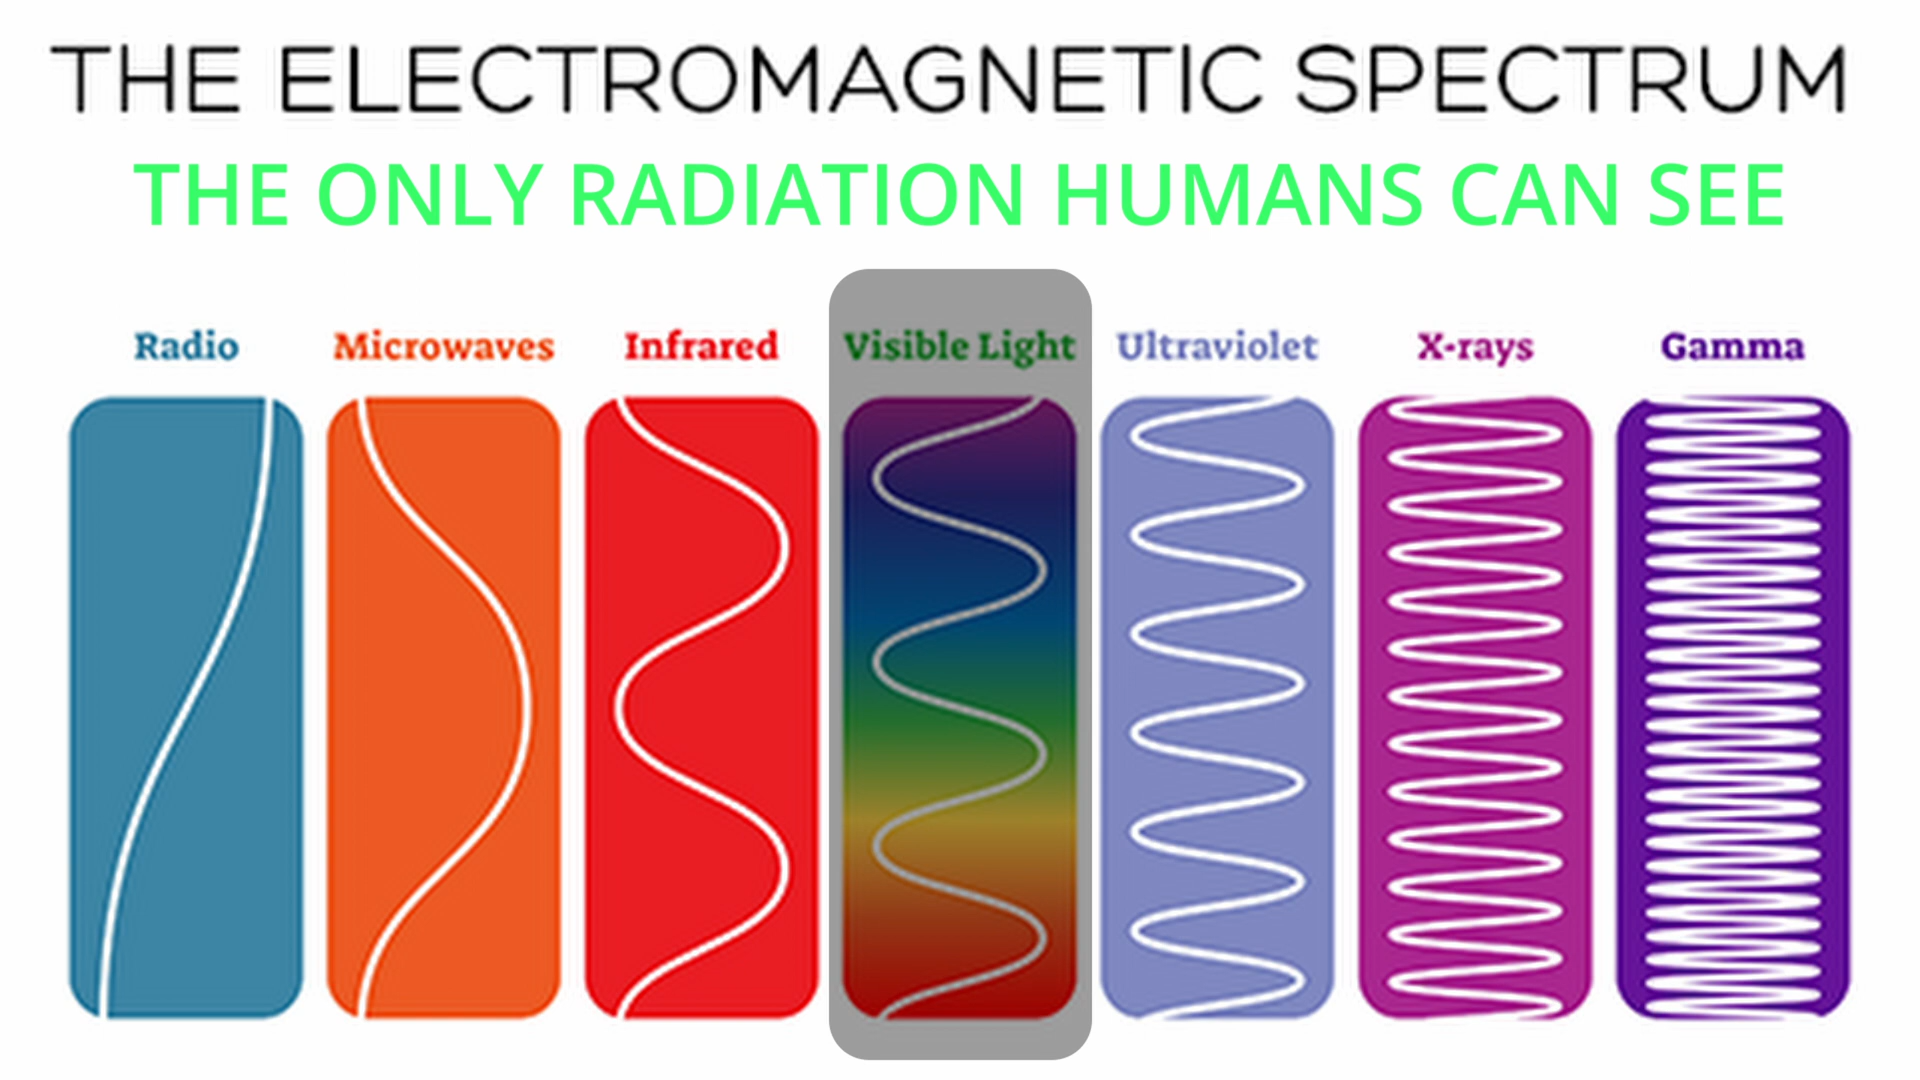 THE ELECTROMAGNETIC SPECTRUM
THE ONLY RADIATION HUMANS CAN SEE
Radio Microwaves Infrared Visible Light Ultraviolet X-rays Gamma